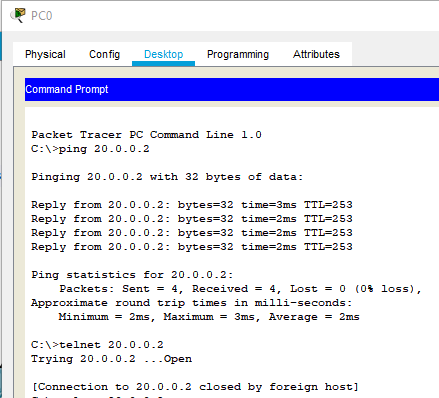 PC0
Physical Config Desktop Programming Attributes
Command Prompt
Packet Tracer PC Command Line 1.0
C:\>ping 20.0.0.2
Pinging 20.0.0.2 with 32 bytes of data:
Reply from 20.0.0.2: bytes=32 time=3ms TTL=253
Reply from 20.0.0.2: bytes=32 time=2ms TTL=253
Reply from 20.0.0.2: bytes=32 time=2ms TTL=253
Reply from 20.0.0.2: bytes=32 time=2ms TTL=253
Ping statistics for 20.0.0.2:
Packets: Sent = 4, Received = 4, Lost = 0 (0% loss),
Approximate round trip times in milli-seconds:
Minimum = 2ms, Maximum = 3ms, Average = 2ms
C:\>telnet 20.0.0.2
Trying 20.0.0.2 ...Open
[Connection to 20.0.0.2 closed by foreign host]